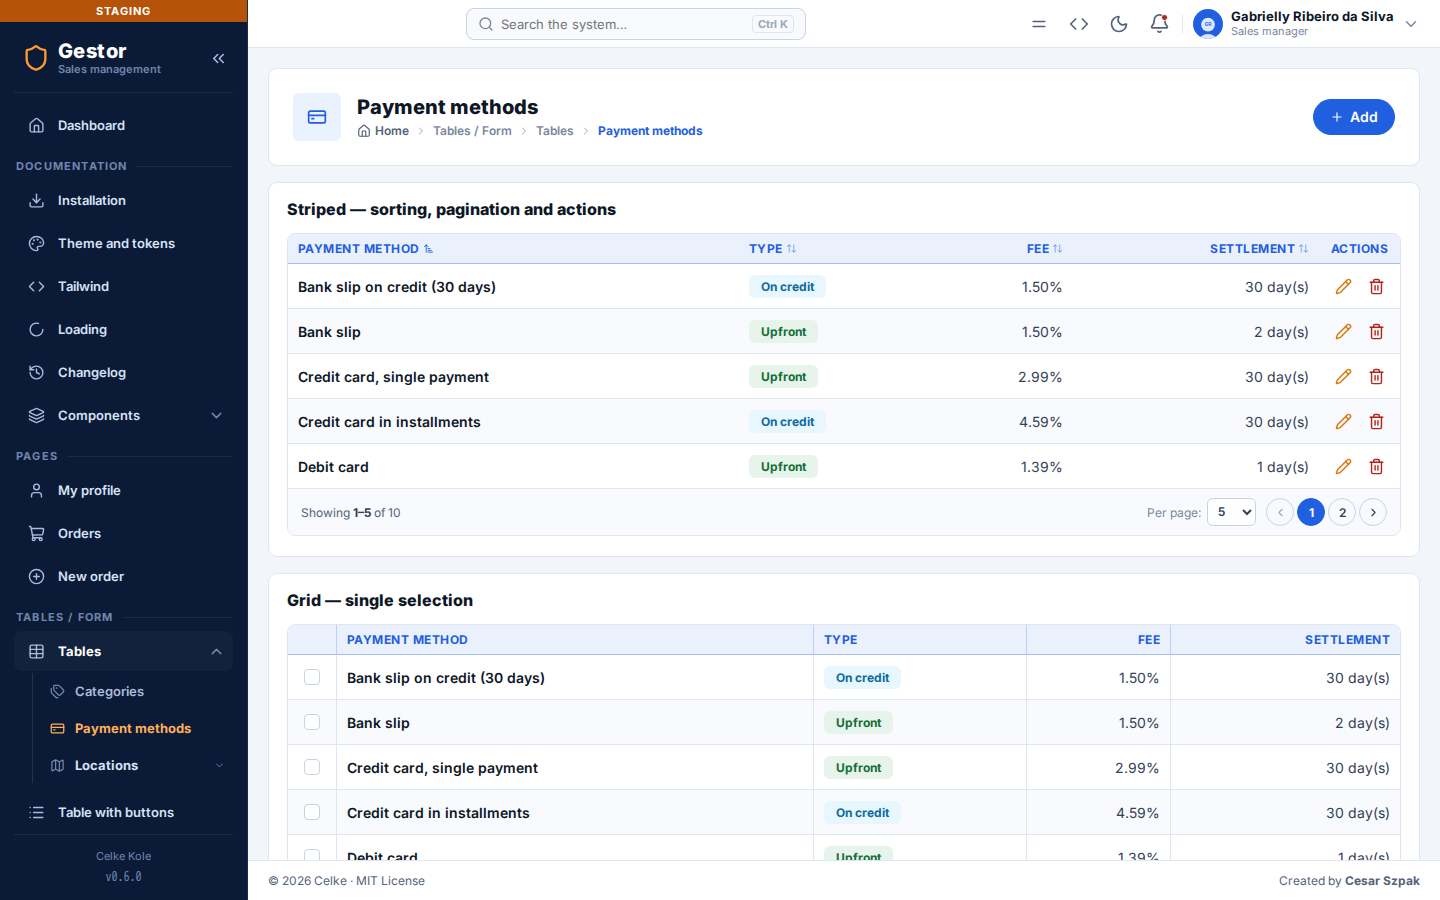 STAGING
Gestor
Sales management
Dashboard
DOCUMENTATION
Installation
Theme and tokens
Tailwind
Loading
Changelog
Components
PAGES
My profile
Orders
New order
TABLES / FORM
Tables
Categories
Payment methods
Locations
Table with buttons
Celke Kole
v0.6.0
Search the system...
Ctrl K
Gabrielly Ribeiro da Silva
Sales manager
Payment methods
Home Tables / Form Tables Payment methods
+ Add
Striped — sorting, pagination and actions
PAYMENT METHOD TYPE FEE SETTLEMENT ACTIONS
Bank slip on credit (30 days) On credit 1.50% 30 day(s)
Bank slip Upfront 1.50% 2 day(s)
Credit card, single payment Upfront 2.99% 30 day(s)
Credit card in installments On credit 4.59% 30 day(s)
Debit card Upfront 1.39% 1 day(s)
Showing 1–5 of 10 Per page: 5 1 2
Grid — single selection
PAYMENT METHOD TYPE FEE SETTLEMENT
Bank slip on credit (30 days) On credit 1.50% 30 day(s)
Bank slip Upfront 1.50% 2 day(s)
Credit card, single payment Upfront 2.99% 30 day(s)
Credit card in installments On credit 4.59% 30 day(s)
Debit card Upfront 1.39% 1 day(s)
© 2026 Celke · MIT License Created by Cesar Szpak